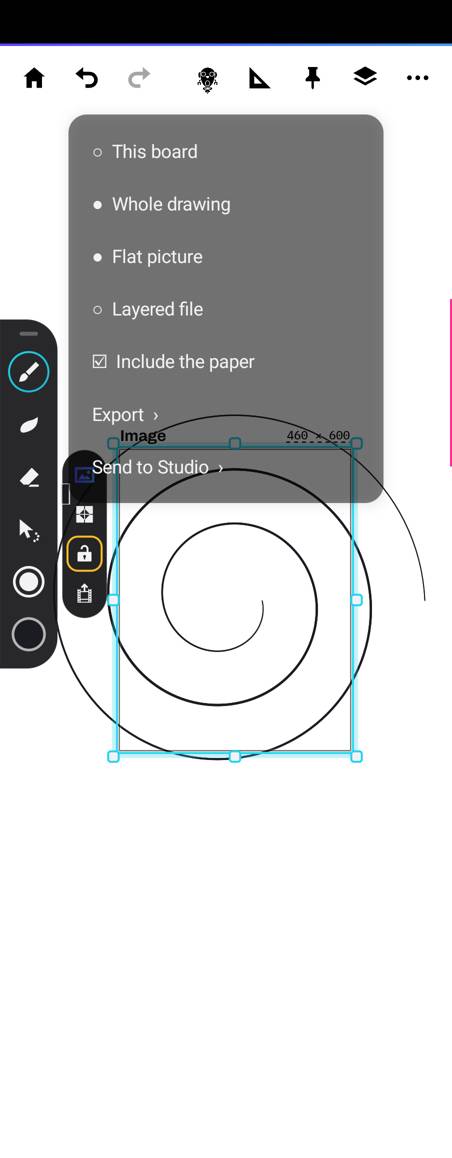 This board
Whole drawing
Flat picture
Layered file
Include the paper
Export ›
Image 460 × 600
Send to Studio ›